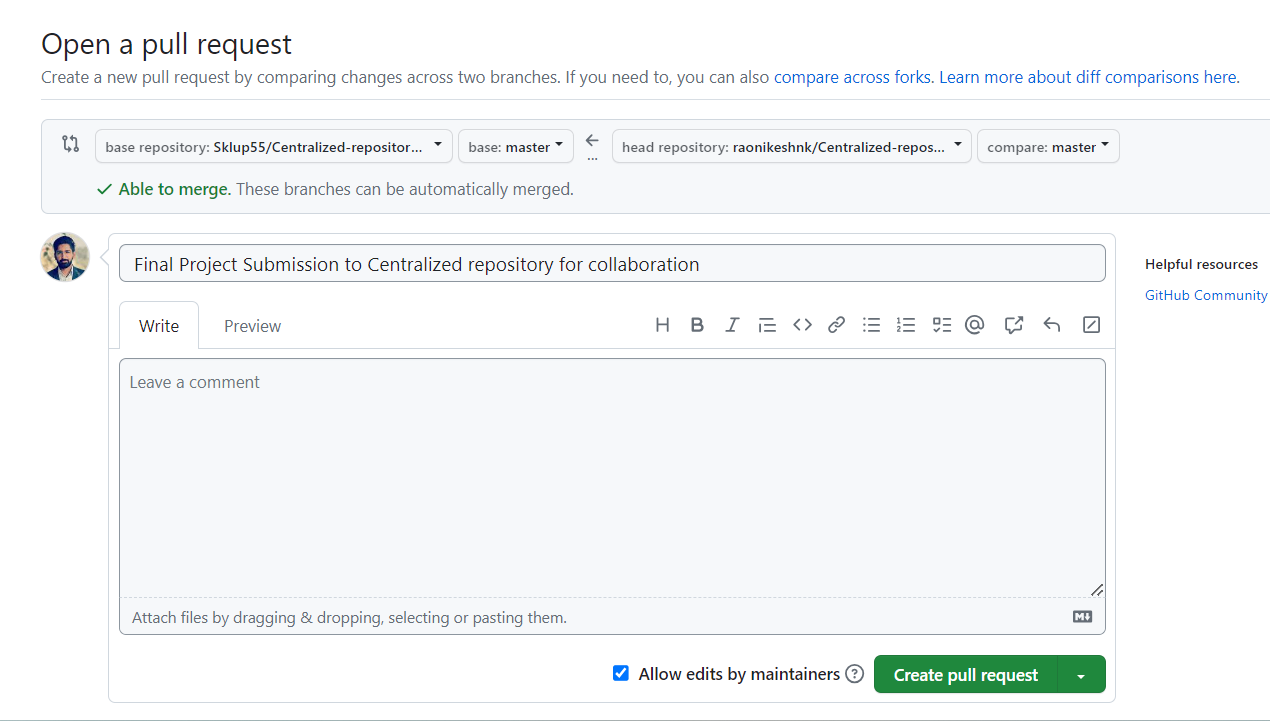 Open a pull request
Create a new pull request by comparing changes across two branches. If you need to, you can also compare across forks. Learn more about diff comparisons here.
base repository: Sklup55/Centralized-repositor... base: master ← ... head repository: raonikeshnk/Centralized-repos... compare: master
✓ Able to merge. These branches can be automatically merged.
Final Project Submission to Centralized repository for collaboration
Helpful resources
GitHub Community
Write Preview H B I <> @
Leave a comment
Attach files by dragging & dropping, selecting or pasting them.
Allow edits by maintainers ? Create pull request